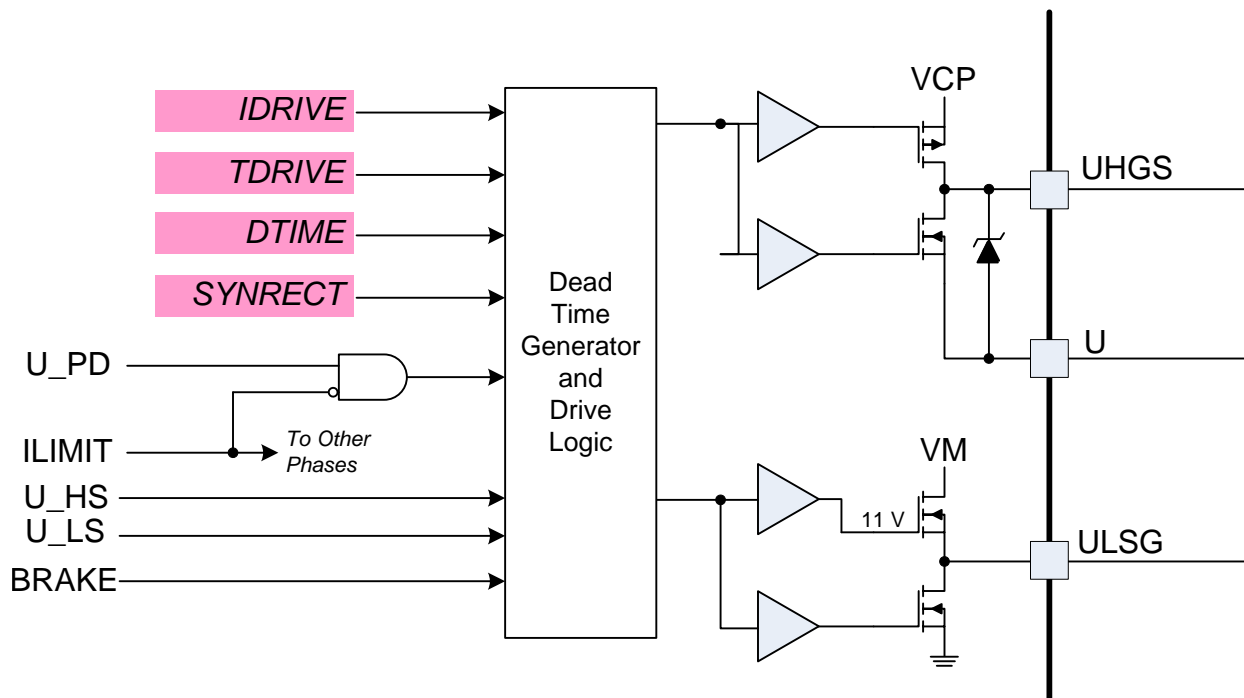 VCP
IDRIVE
TDRIVE
DTIME
SYNRECT
UHGS
Dead
Time
Generator
and
Drive
Logic
U
U_PD
ILIMIT
To Other
Phases
VM
U_HS
11 V
U_LS
ULSG
BRAKE